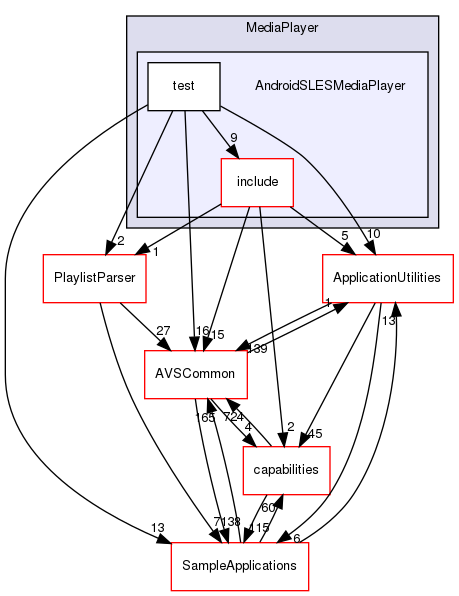 MediaPlayer
test
AndroidSLESMediaPlayer
9
include
2
1
5
10
PlaylistParser
ApplicationUtilities
27
16
15
1
13
139
AVSCommon
165
724
4
2
45
capabilities
7
138
60
115
13
6
SampleApplications